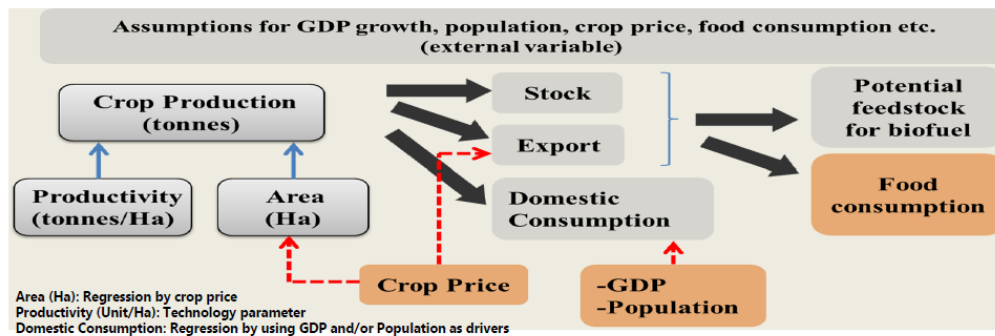 Assumptions for GDP growth, population, crop price, food consumption etc.
(external variable)
Crop Production
(tonnes)
Stock
Potential
feedstock
for biofuel
Export
Productivity
(tonnes/Ha)
Area
(Ha)
Domestic
Consumption
Food
consumption
Crop Price
-GDP
-Population
Area (Ha): Regression by crop price
Productivity (Unit/Ha): Technology parameter
Domestic Consumption: Regression by using GDP and/or Population as drivers